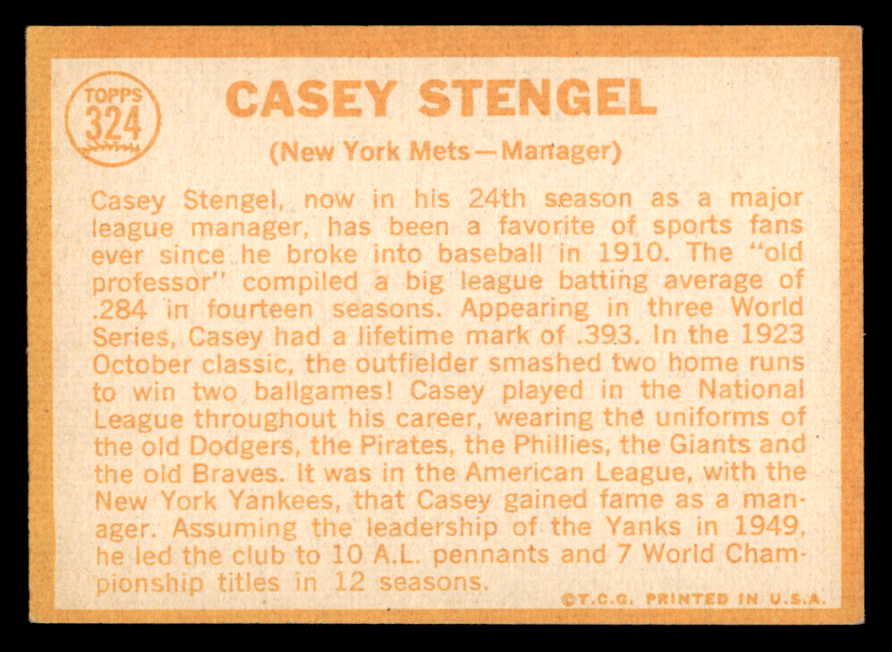 TOPPS
324
CASEY STENGEL
(New York Mets—Manager)
Casey Stengel, now in his 24th season as a major
league manager, has been a favorite of sports fans
ever since he broke into baseball in 1910. The "old
professor" compiled a big league batting average of
.284 in fourteen seasons. Appearing in three World
Series, Casey had a lifetime mark of .393. In the 1923
October classic, the outfielder smashed two home runs
to win two ballgames! Casey played in the National
League throughout his career, wearing the uniforms of
the old Dodgers, the Pirates, the Phillies, the Giants and
the old Braves. It was in the American League, with the
New York Yankees, that Casey gained fame as a man-
ager. Assuming the leadership of the Yanks in 1949,
he led the club to 10 A.L. pennants and 7 World Cham-
pionship titles in 12 seasons.
©T.C.G. PRINTED IN U.S.A.